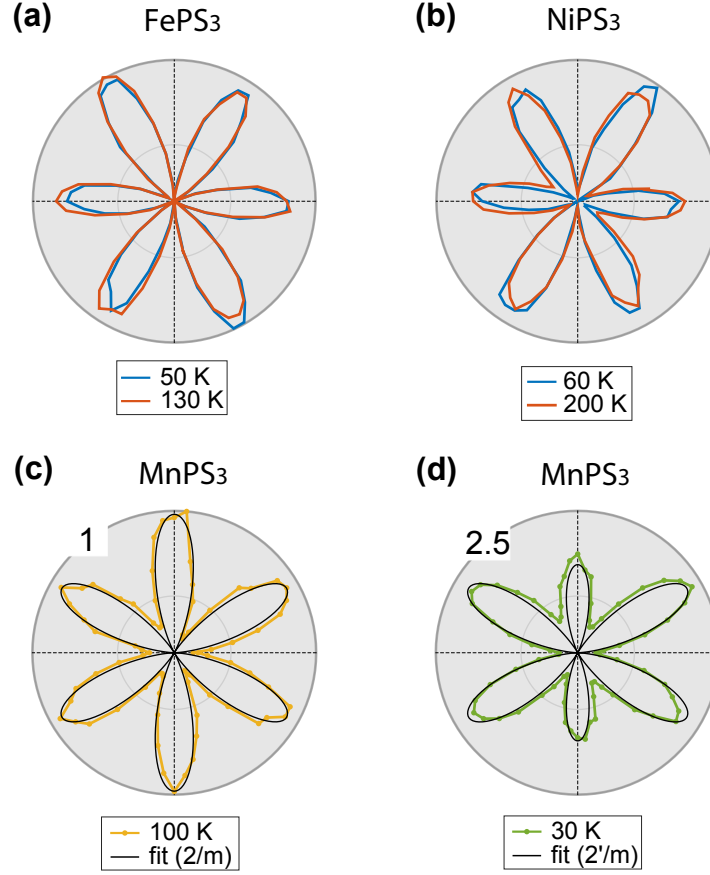 (a)
FePS3
(b)
NiPS3
50 K
130 K
60 K
200 K
(c)
MnPS3
(d)
MnPS3
1
2.5
100 K
fit (2/m)
30 K
fit (2'/m)